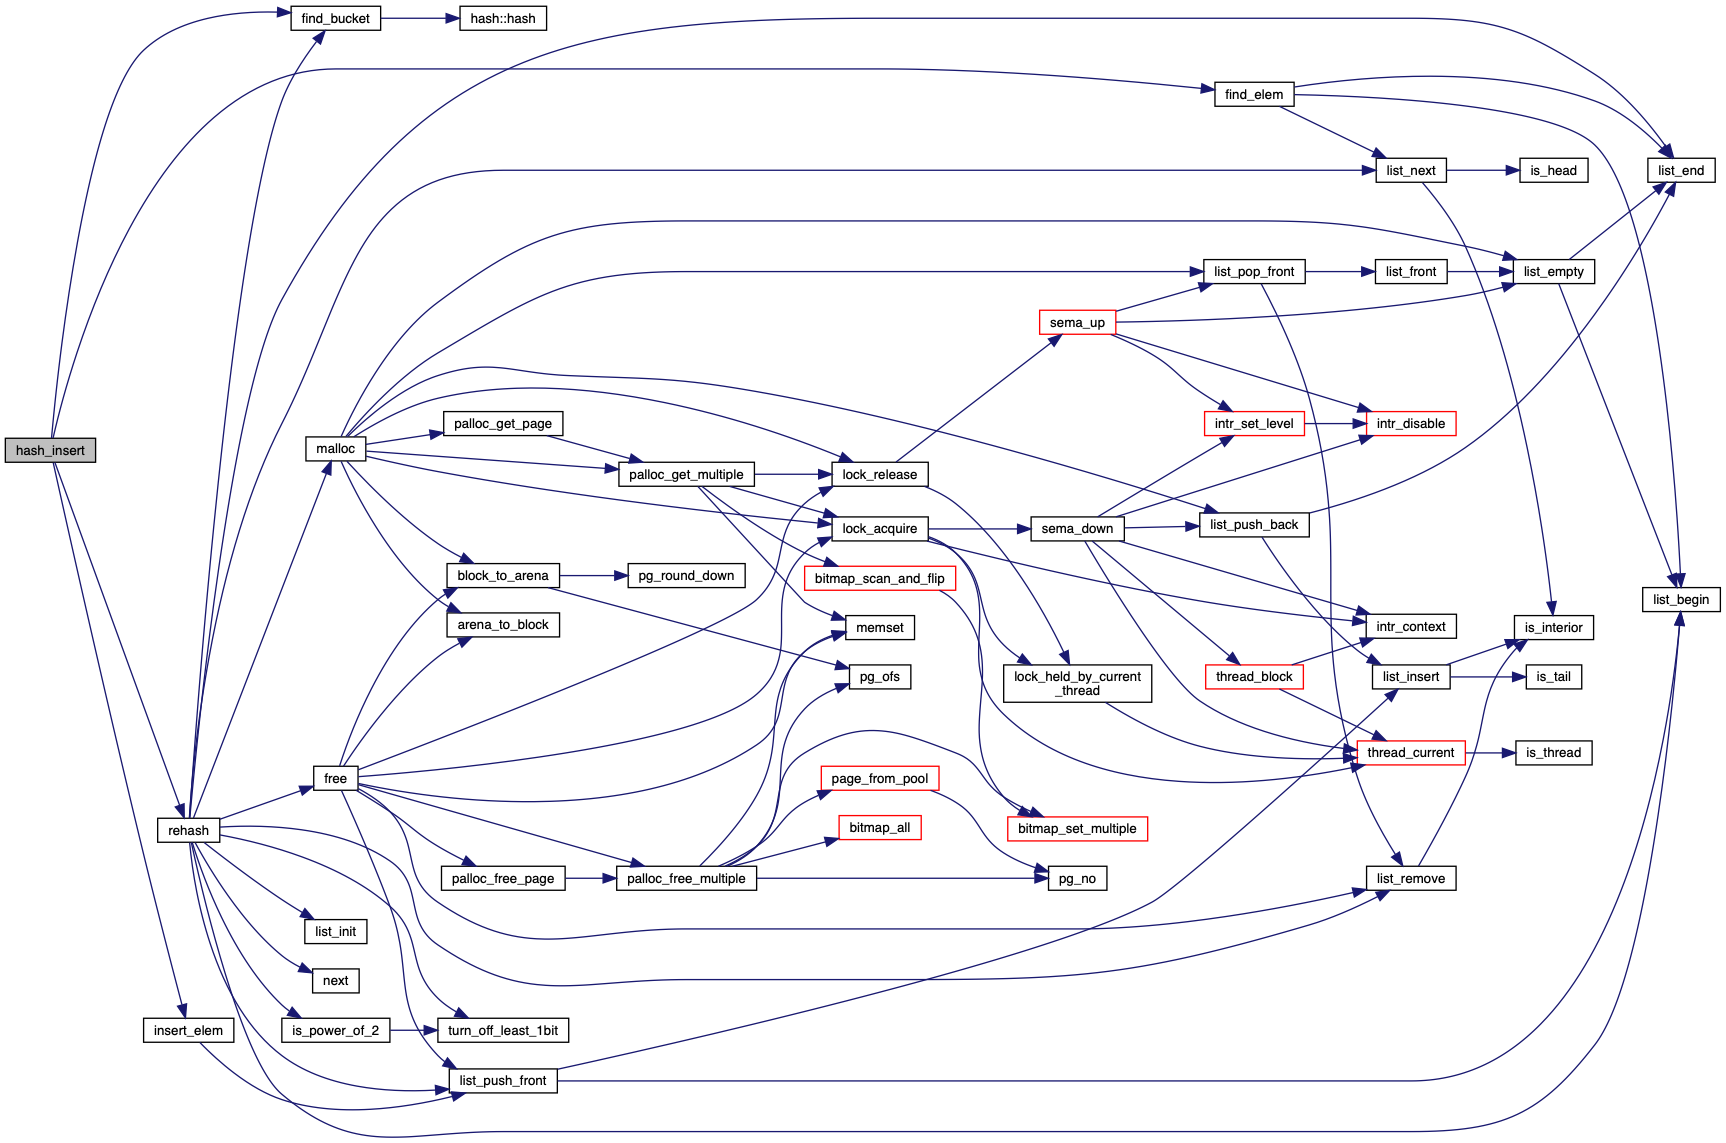 find_bucket
hash::hash
find_elem
list_next
is_head
list_end
list_pop_front
list_front
list_empty
sema_up
palloc_get_page
intr_set_level
intr_disable
hash_insert
malloc
palloc_get_multiple
lock_release
lock_acquire
sema_down
list_push_back
block_to_arena
pg_round_down
bitmap_scan_and_flip
list_begin
arena_to_block
memset
intr_context
is_interior
pg_ofs
lock_held_by_current
_thread
thread_block
list_insert
is_tail
thread_current
is_thread
free
page_from_pool
rehash
bitmap_all
bitmap_set_multiple
palloc_free_page
palloc_free_multiple
pg_no
list_remove
list_init
next
insert_elem
is_power_of_2
turn_off_least_1bit
list_push_front